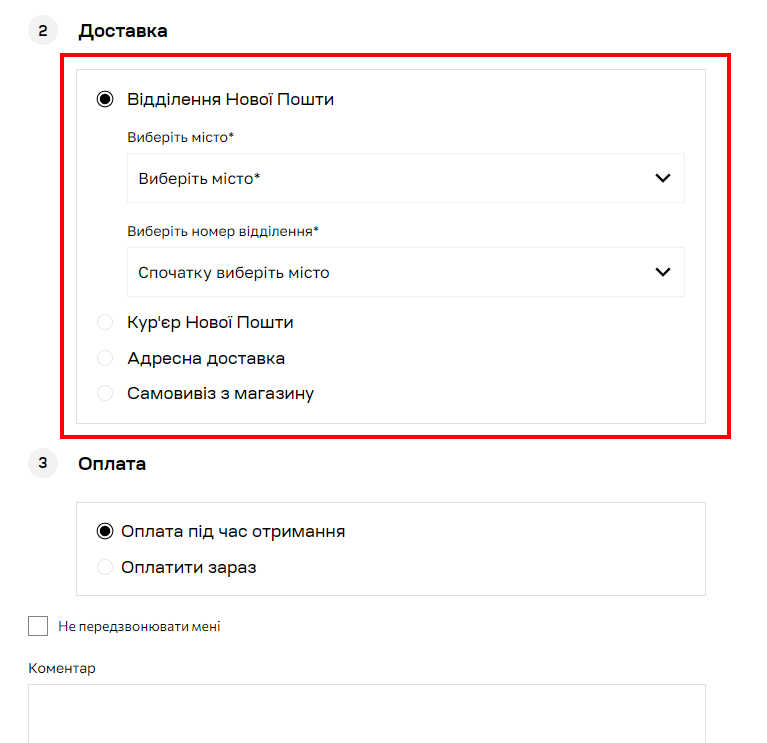 2 Доставка
Відділення Нової Пошти
Виберіть місто*
Виберіть місто*
Виберіть номер відділення*
Спочатку виберіть місто
Кур'єр Нової Пошти
Адресна доставка
Самовивіз з магазину
3 Оплата
Оплата під час отримання
Оплатити зараз
Не передзвонювати мені
Коментар